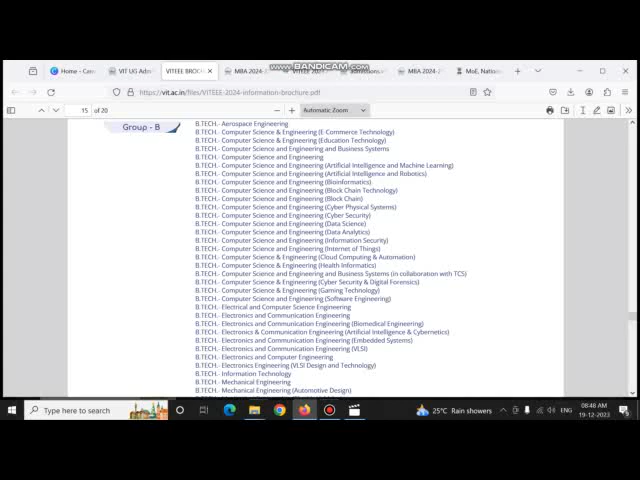 www.BANDICAM.com
Home - Can
VIT UG Adm
VITEEE BROCHU
MBA 2024-2
VITEEE 2021
admissions.vi
MBA 2024-2
MoE, Nation
https://vit.ac.in/files/VITEEE-2024-information-brochure.pdf
15 of 20
Automatic Zoom
Group - B
B.TECH.- Aerospace Engineering
B.TECH.- Computer Science & Engineering (E-Commerce Technology)
B.TECH.- Computer Science & Engineering (Education Technology)
B.TECH.- Computer Science and Engineering and Business Systems
B.TECH.- Computer Science and Engineering
B.TECH.- Computer Science and Engineering (Artificial Intelligence and Machine Learning)
B.TECH.- Computer Science and Engineering (Artificial Intelligence and Robotics)
B.TECH.- Computer Science and Engineering (Bioinformatics)
B.TECH.- Computer Science and Engineering (Block Chain Technology)
B.TECH.- Computer Science and Engineering (Block Chain)
B.TECH.- Computer Science and Engineering (Cyber Physical Systems)
B.TECH.- Computer Science and Engineering (Cyber Security)
B.TECH.- Computer Science and Engineering (Data Science)
B.TECH.- Computer Science and Engineering (Data Analytics)
B.TECH.- Computer Science and Engineering (Information Security)
B.TECH.- Computer Science and Engineering (Internet of Things)
B.TECH.- Computer Science & Engineering (Cloud Computing & Automation)
B.TECH.- Computer Science & Engineering (Health Informatics)
B.TECH.- Computer Science and Engineering and Business Systems (in collaboration with TCS)
B.TECH.- Computer Science & Engineering (Cyber Security & Digital Forensics)
B.TECH.- Computer Science & Engineering (Gaming Technology)
B.TECH.- Computer Science and Engineering (Software Engineering)
B.TECH.- Electrical and Computer Science Engineering
B.TECH.- Electronics and Communication Engineering
B.TECH.- Electronics and Communication Engineering (Biomedical Engineering)
B.TECH.- Electronics & Communication Engineering (Artificial Intelligence & Cybernetics)
B.TECH.- Electronics and Communication Engineering (Embedded Systems)
B.TECH.- Electronics and Communication Engineering (VLSI)
B.TECH.- Electronics and Computer Engineering
B.TECH.- Electronics Engineering (VLSI Design and Technology)
B.TECH.- Information Technology
B.TECH.- Mechanical Engineering
B.TECH.- Mechanical Engineering (Automotive Design)
Type here to search
25°C Rain showers
ENG
08:48 AM
19-12-2023